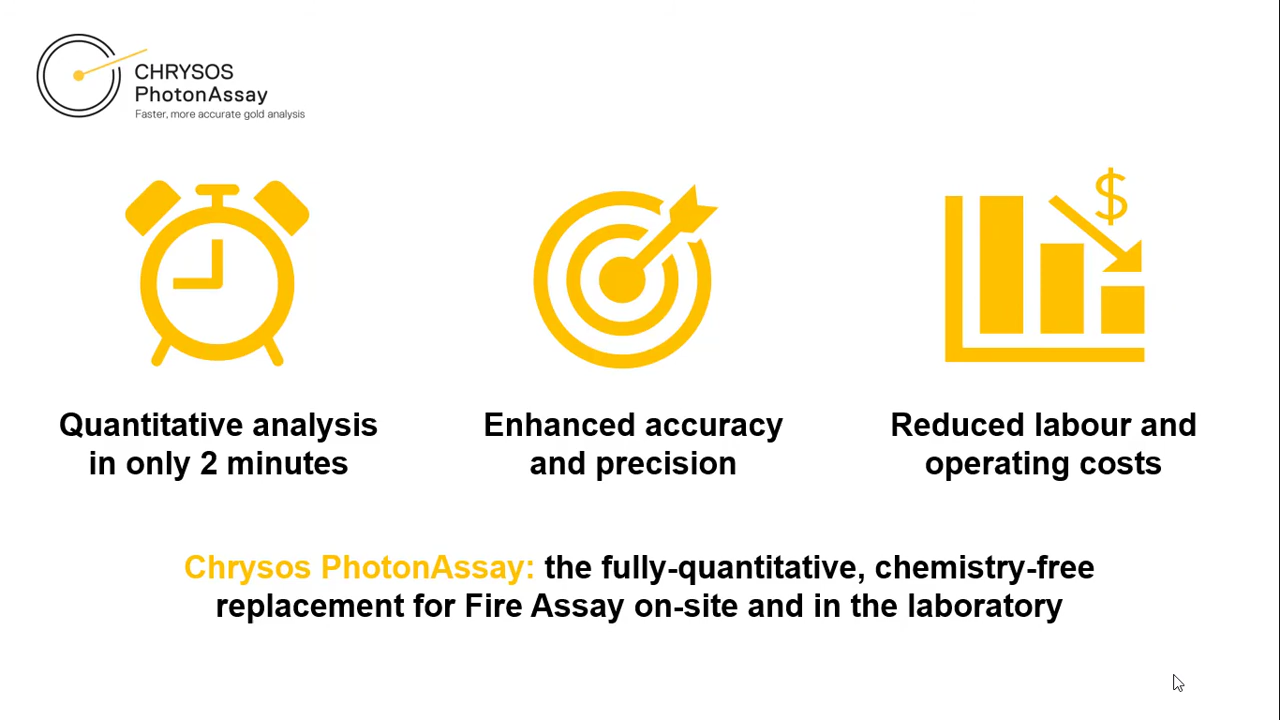 CHRYSOS
PhotonAssay
Faster, more accurate gold analysis
$
Quantitative analysis
in only 2 minutes
Enhanced accuracy
and precision
Reduced labour and
operating costs
Chrysos PhotonAssay: the fully-quantitative, chemistry-free
replacement for Fire Assay on-site and in the laboratory